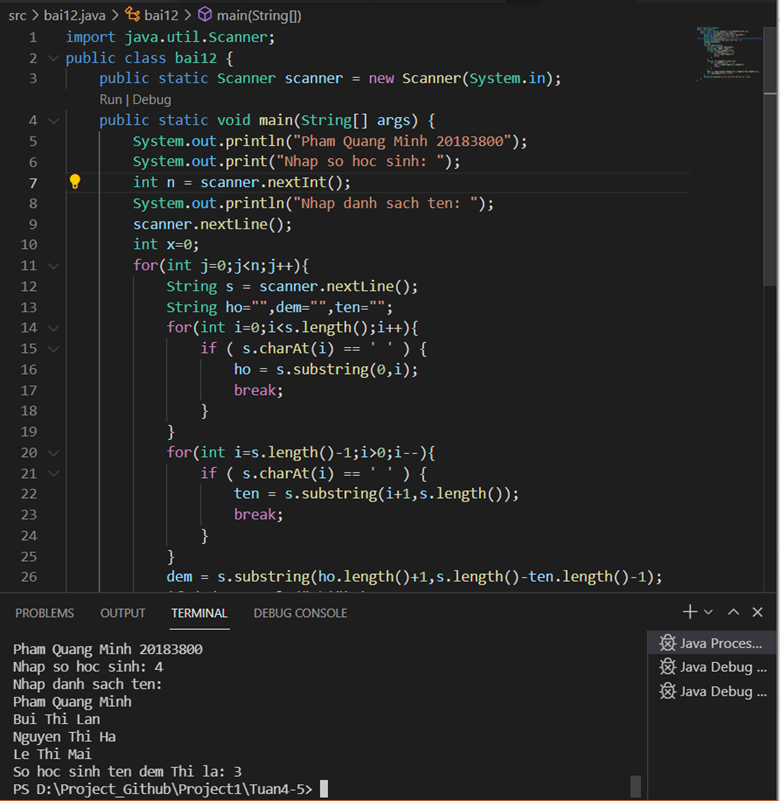 src > bai12.java > bai12 > main(String[])
1 import java.util.Scanner;
2 public class bai12 {
3 public static Scanner scanner = new Scanner(System.in);
Run | Debug
4 public static void main(String[] args) {
5 System.out.println("Pham Quang Minh 20183800");
6 System.out.print("Nhap so hoc sinh: ");
7 int n = scanner.nextInt();
8 System.out.println("Nhap danh sach ten: ");
9 scanner.nextLine();
10 int x=0;
11 for(int j=0;j<n;j++){
12 String s = scanner.nextLine();
13 String ho="",dem="",ten="";
14 for(int i=0;i<s.length();i++){
15 if ( s.charAt(i) == ' ' ) {
16 ho = s.substring(0,i);
17 break;
18 }
19 }
20 for(int i=s.length()-1;i>0;i--){
21 if ( s.charAt(i) == ' ' ) {
22 ten = s.substring(i+1,s.length());
23 break;
24 }
25 }
26 dem = s.substring(ho.length()+1,s.length()-ten.length()-1);
PROBLEMS OUTPUT TERMINAL DEBUG CONSOLE
Pham Quang Minh 20183800
Nhap so hoc sinh: 4
Nhap danh sach ten:
Pham Quang Minh
Bui Thi Lan
Nguyen Thi Ha
Le Thi Mai
So hoc sinh ten dem Thi la: 3
PS D:\Project_Github\Project1\Tuan4-5>
Java Proces...
Java Debug ...
Java Debug ...